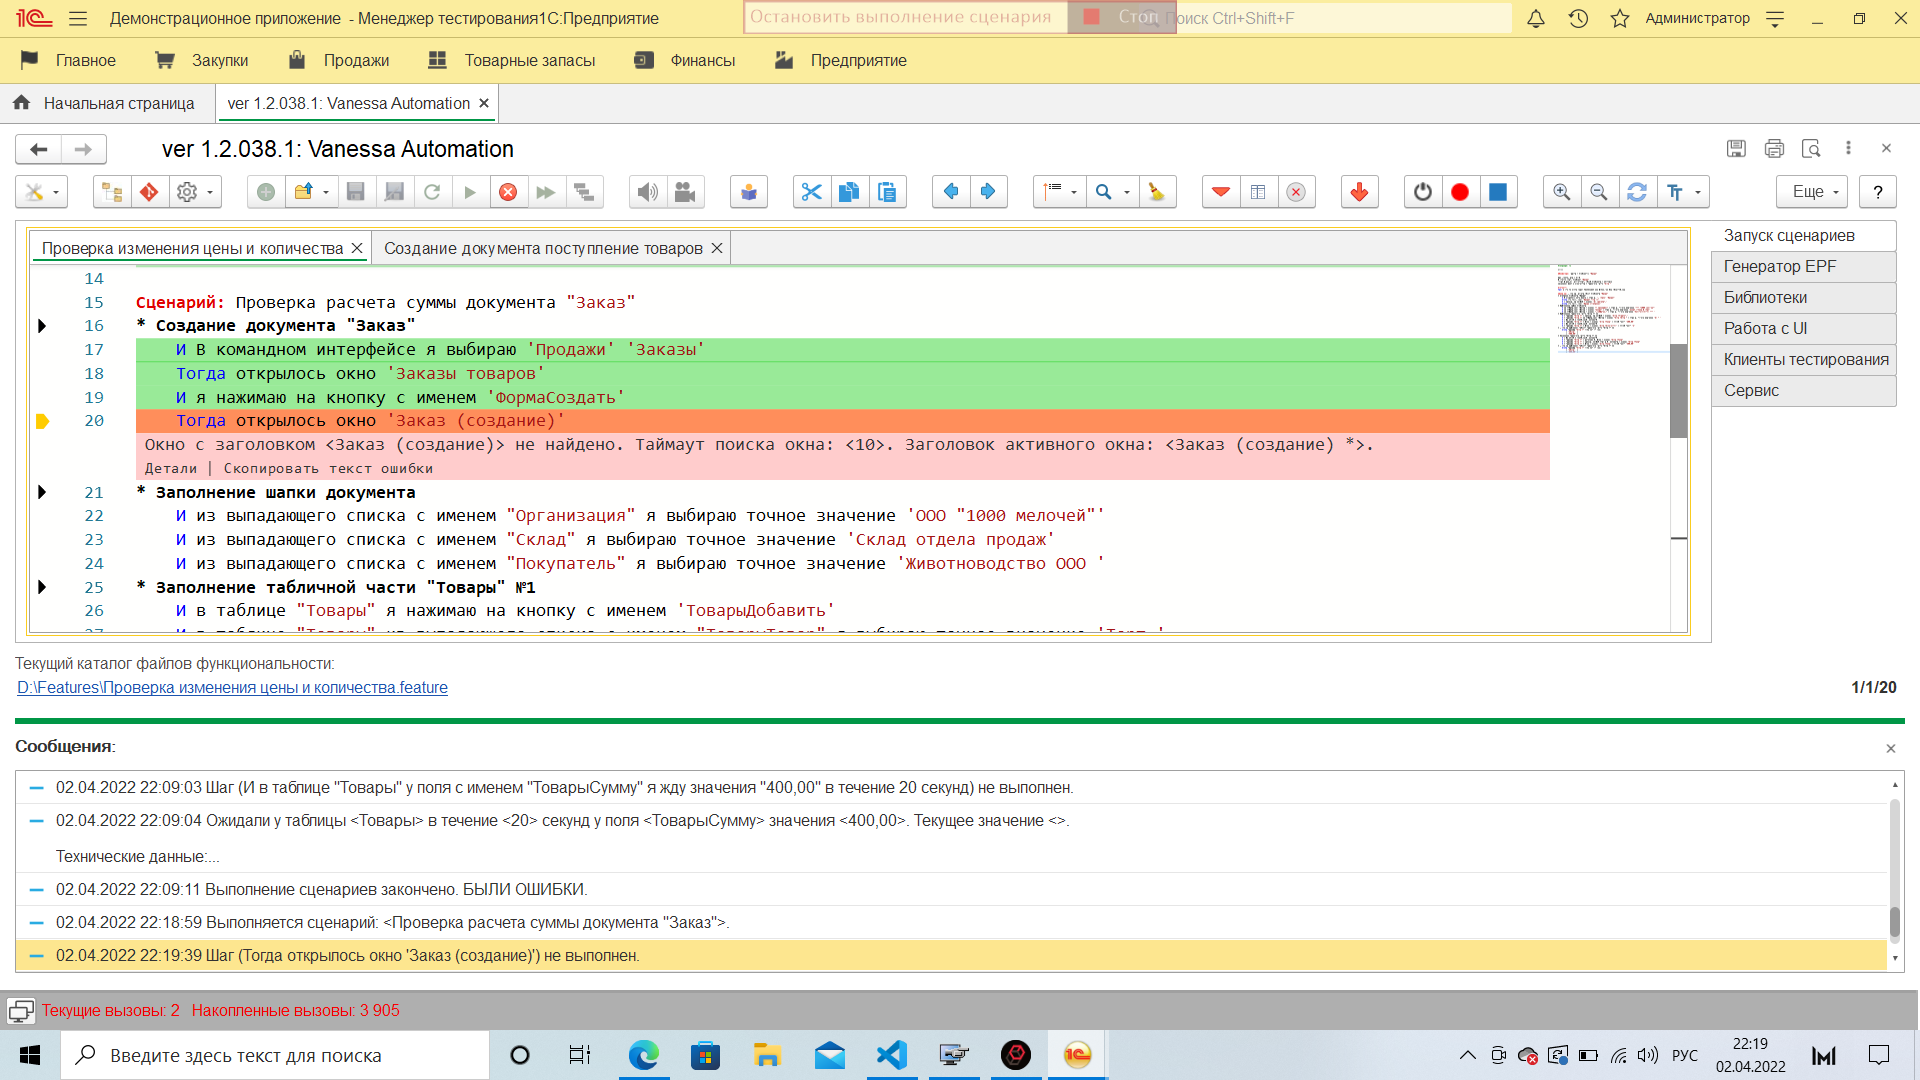 Демонстрационное приложение - Менеджер тестирования1С:Предприятие
Остановить выполнение сценария
Стоп
Поиск Ctrl+Shift+F
Администратор
Главное
Закупки
Продажи
Товарные запасы
Финансы
Предприятие
Начальная страница
ver 1.2.038.1: Vanessa Automation
ver 1.2.038.1: Vanessa Automation
Еще
?
Проверка изменения цены и количества
Создание документа поступление товаров
14
15 Сценарий: Проверка расчета суммы документа "Заказ"
16 * Создание документа "Заказ"
17 И В командном интерфейсе я выбираю 'Продажи' 'Заказы'
18 Тогда открылось окно 'Заказы товаров'
19 И я нажимаю на кнопку с именем 'ФормаСоздать'
20 Тогда открылось окно 'Заказ (создание)'
Окно с заголовком <Заказ (создание)> не найдено. Таймаут поиска окна: <10>. Заголовок активного окна: <Заказ (создание) *>.
Детали | Скопировать текст ошибки
21 * Заполнение шапки документа
22 И из выпадающего списка с именем "Организация" я выбираю точное значение 'ООО "1000 мелочей"'
23 И из выпадающего списка с именем "Склад" я выбираю точное значение 'Склад отдела продаж'
24 И из выпадающего списка с именем "Покупатель" я выбираю точное значение 'Животноводство ООО '
25 * Заполнение табличной части "Товары" №1
26 И в таблице "Товары" я нажимаю на кнопку с именем 'ТоварыДобавить'
Запуск сценариев
Генератор EPF
Библиотеки
Работа с UI
Клиенты тестирования
Сервис
Текущий каталог файлов функциональности:
D:\Features\Проверка изменения цены и количества.feature
1/1/20
Сообщения:
02.04.2022 22:09:03 Шаг (И в таблице "Товары" у поля с именем "ТоварыСумму" я жду значения "400,00" в течение 20 секунд) не выполнен.
02.04.2022 22:09:04 Ожидали у таблицы <Товары> в течение <20> секунд у поля <ТоварыСумму> значения <400,00>. Текущее значение <>.
Технические данные:...
02.04.2022 22:09:11 Выполнение сценариев закончено. БЫЛИ ОШИБКИ.
02.04.2022 22:18:59 Выполняется сценарий: <Проверка расчета суммы документа "Заказ">.
02.04.2022 22:19:39 Шаг (Тогда открылось окно 'Заказ (создание)') не выполнен.
Текущие вызовы: 2 Накопленные вызовы: 3 905
Введите здесь текст для поиска
РУС
22:19
02.04.2022